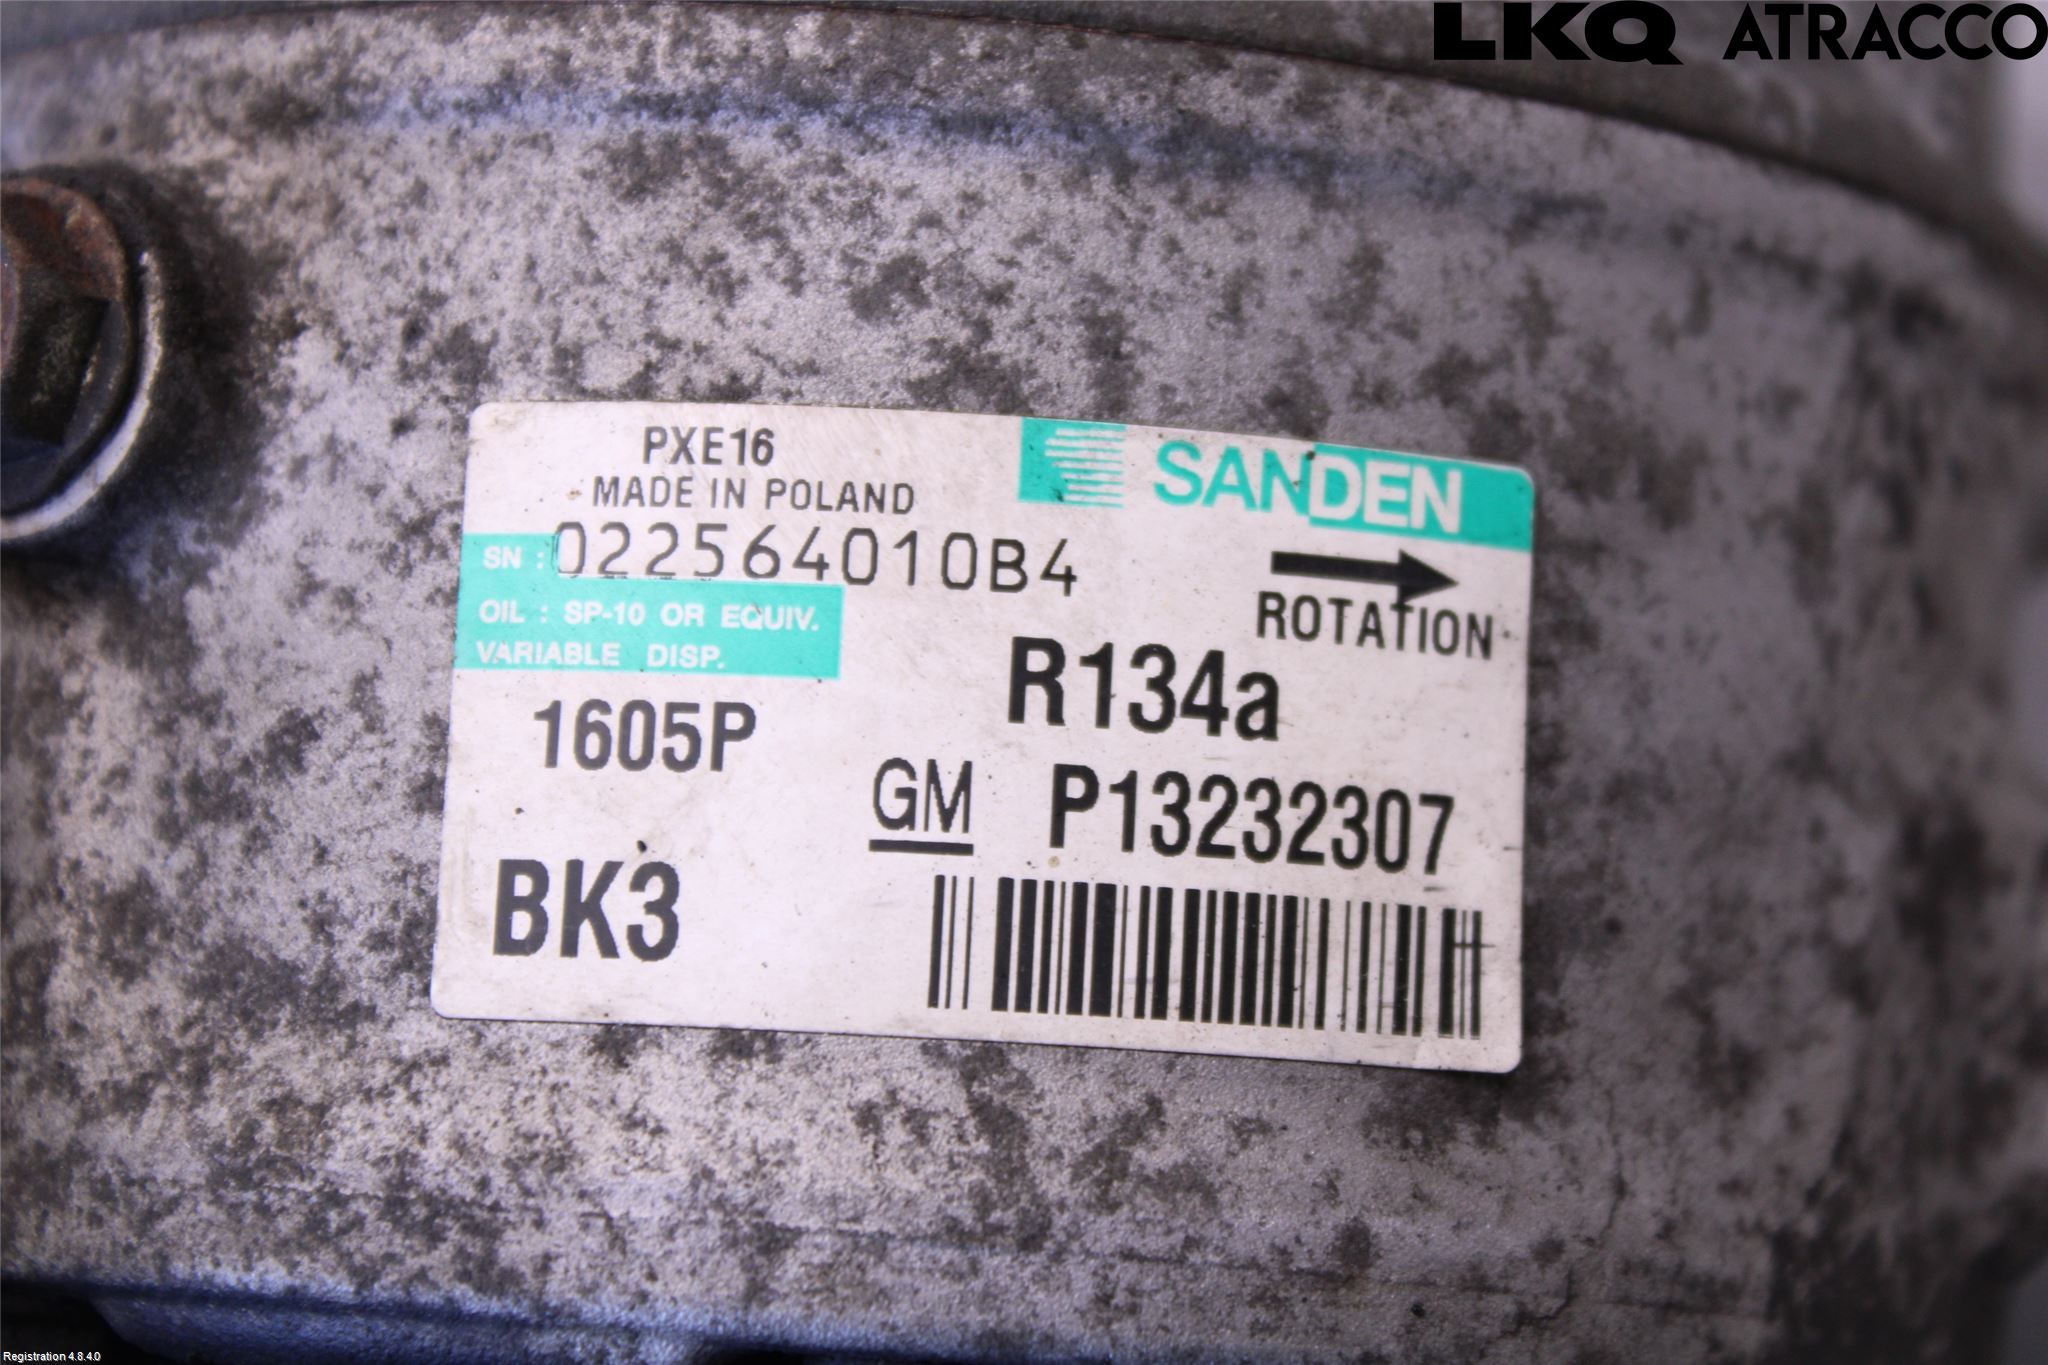 LKQ ATRACCO
PXE16
MADE IN POLAND
SANDEN
SN : 022564010B4
ROTATION
OIL : SP-10 OR EQUIV.
VARIABLE DISP.
R134a
1605P
GM P13232307
BK3
Registration 4.8.4.0